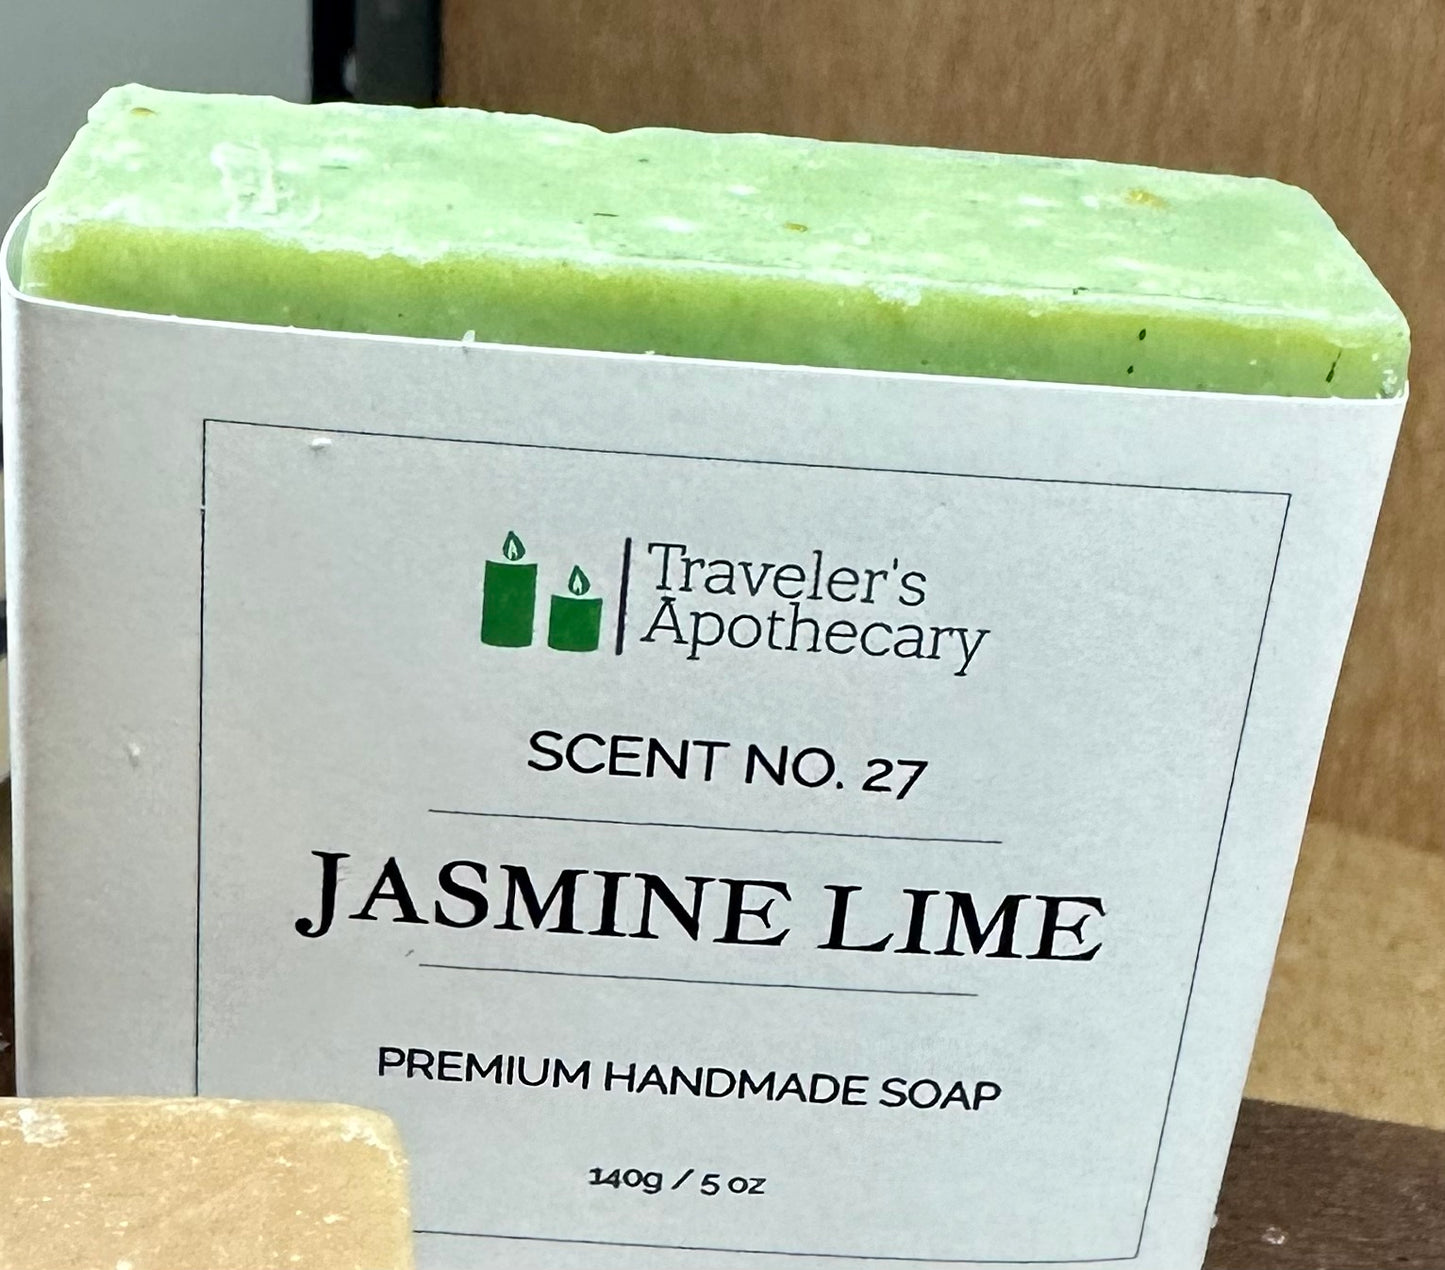 Traveler's
Apothecary
SCENT NO. 27
JASMINE LIME
PREMIUM HANDMADE SOAP
140g / 5 oz